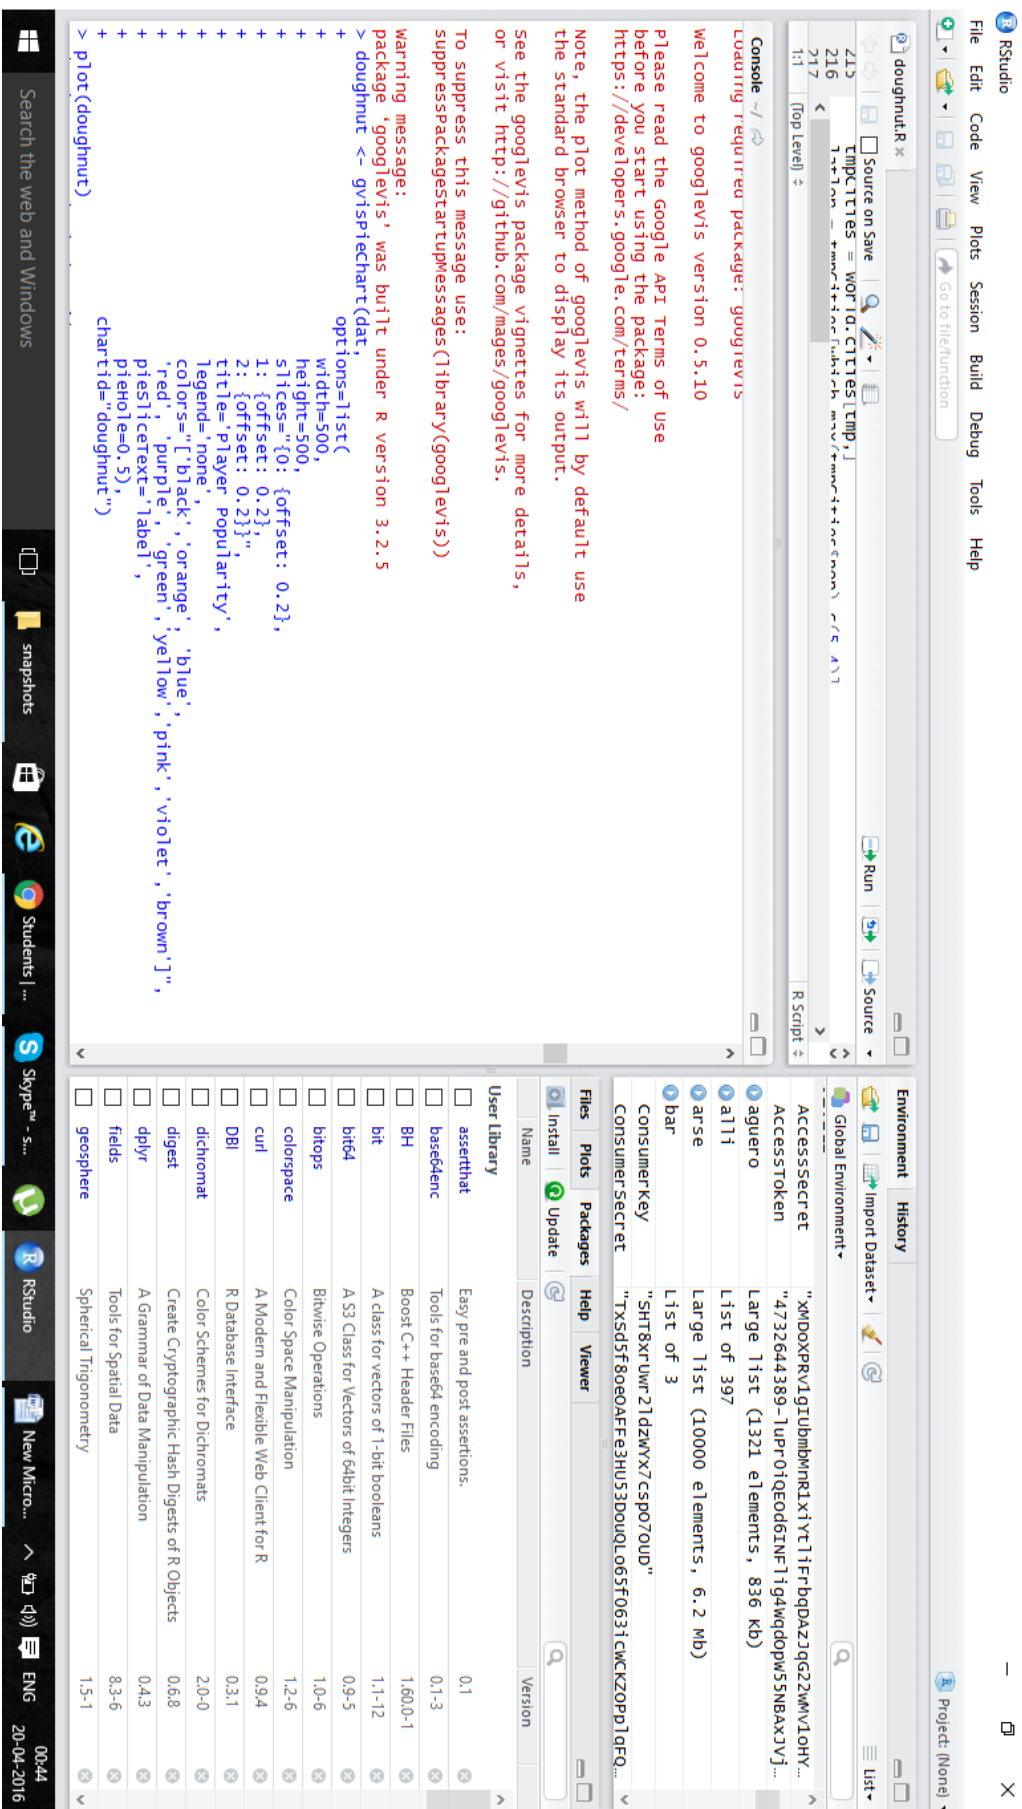 RStudio
File Edit Code View Plots Session Build Debug Tools Help
Go to file/function
Project: (None)
doughnut.R
Source on Save
Run
Source
215
216
217
tmpcities = world.cities[tmp,]
1:1
(Top Level)
R Script
Console ~/
Loading required package: googleVis
Welcome to googleVis version 0.5.10
Please read the Google API Terms of Use
before you start using the package:
https://developers.google.com/terms/
Note, the plot method of googleVis will by default use
the standard browser to display its output.
See the googleVis package vignettes for more details,
or visit http://github.com/mages/googleVis.
To suppress this message use:
suppressPackageStartupMessages(library(googleVis))
Warning message:
package ‘googleVis’ was built under R version 3.2.5
> doughnut <- gvisPieChart(dat,
+ options=list(
+ width=500,
+ height=500,
+ slices="{0: {offset: 0.2},
+ 1: {offset: 0.2},
+ 2: {offset: 0.2}}",
+ title='Player Popularity',
+ legend='none',
+ colors="['black','orange', 'blue',
+ 'red', 'purple', 'green', 'yellow','pink','violet','brown']",
+ pieSliceText='label',
+ pieHole=0.5),
+ chartid="doughnut")
> plot(doughnut)
Environment History
Import Dataset
List
Global Environment
AccessSecret
AccessToken
aguero Large list (1321 elements, 836 Kb)
alli List of 397
arse Large list (10000 elements, 6.2 Mb)
bar List of 3
ConsumerKey
ConsumerSecret
Files Plots Packages Help Viewer
Install Update
Name Description Version
User Library
assertthat Easy pre and post assertions. 0.1
base64enc Tools for base64 encoding 0.1-3
BH Boost C++ Header Files 1.60.0-1
bit A class for vectors of 1-bit booleans 1.1-12
bit64 A S3 Class for Vectors of 64bit Integers 0.9-5
bitops Bitwise Operations 1.0-6
colorspace Color Space Manipulation 1.2-6
curl A Modern and Flexible Web Client for R 0.9.4
DBI R Database Interface 0.3.1
dichromat Color Schemes for Dichromats 2.0-0
digest Create Cryptographic Hash Digests of R Objects 0.6.8
dplyr A Grammar of Data Manipulation 0.4.3
fields Tools for Spatial Data 8.3-6
geosphere Spherical Trigonometry 1.5-1
Search the web and Windows
snapshots
Students | ...
Skype™ - s...
RStudio
New Micro...
ENG
00:44
20-04-2016